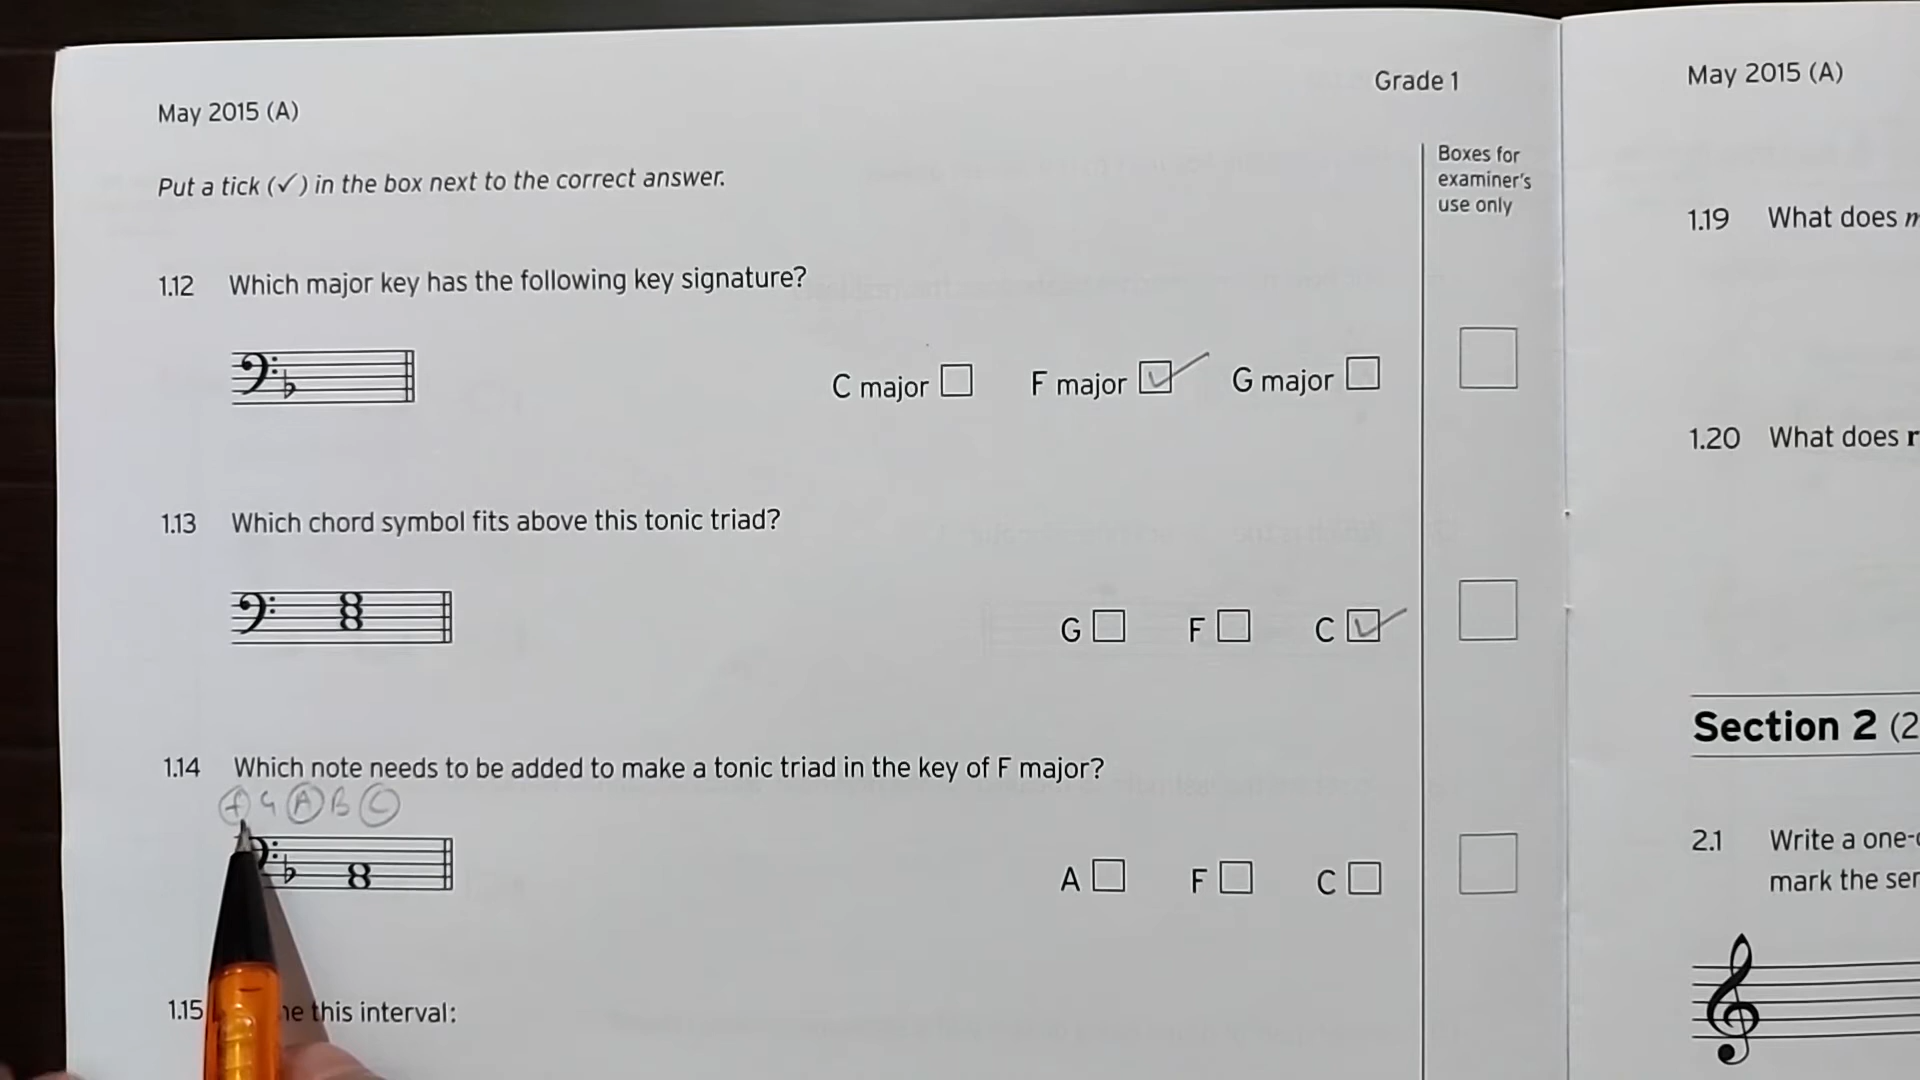 Grade 1
May 2015 (A)
Put a tick (✓) in the box next to the correct answer.
Boxes for
examiner's
use only
1.12 Which major key has the following key signature?
C major F major G major
1.13 Which chord symbol fits above this tonic triad?
G F C
1.14 Which note needs to be added to make a tonic triad in the key of F major?
F G A B C
A F C
1.15 this interval:
May 2015 (A)
1.19 What does m
1.20 What does r
Section 2 (2
2.1 Write a one-
mark the ser